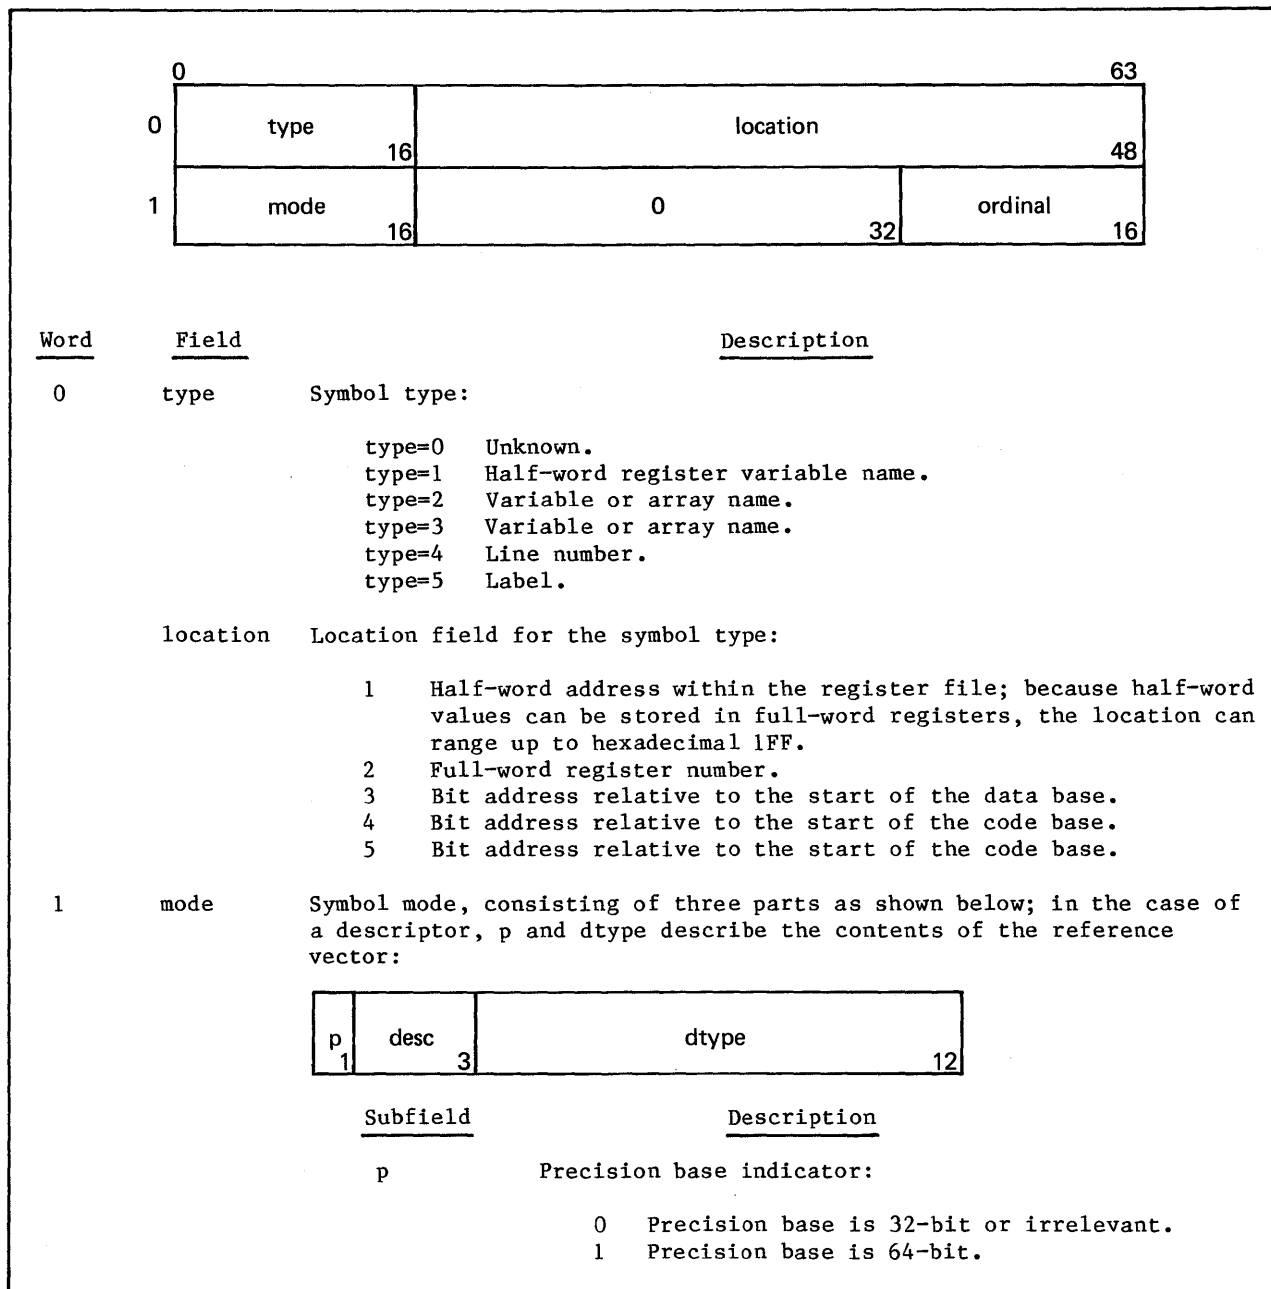 0 63
0 type 16 location 48
1 mode 16 0 32 ordinal 16
Word Field Description
0 type Symbol type:
type=0 Unknown.
type=1 Half-word register variable name.
type=2 Variable or array name.
type=3 Variable or array name.
type=4 Line number.
type=5 Label.
location Location field for the symbol type:
1 Half-word address within the register file; because half-word
values can be stored in full-word registers, the location can
range up to hexadecimal 1FF.
2 Full-word register number.
3 Bit address relative to the start of the data base.
4 Bit address relative to the start of the code base.
5 Bit address relative to the start of the code base.
1 mode Symbol mode, consisting of three parts as shown below; in the case of
a descriptor, p and dtype describe the contents of the reference
vector:
p 1 desc 3 dtype 12
Subfield Description
p Precision base indicator:
0 Precision base is 32-bit or irrelevant.
1 Precision base is 64-bit.